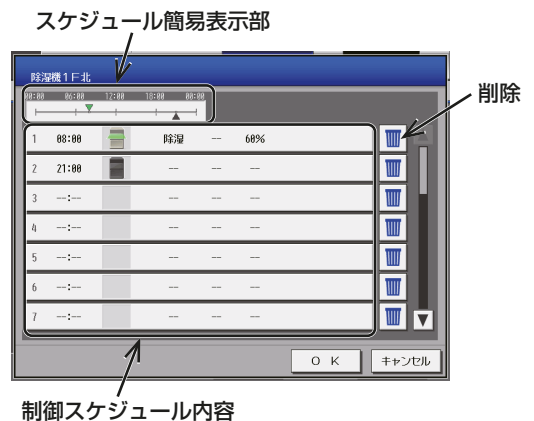 スケジュール簡易表示部
除湿機1F北
00:00 06:00 12:00 18:00 00:00
削除
1 08:00 除湿 -- 60%
2 21:00 -- -- --
3 --:-- -- -- --
4 --:-- -- -- --
5 --:-- -- -- --
6 --:-- -- -- --
7 --:-- -- -- --
OK キャンセル
制御スケジュール内容